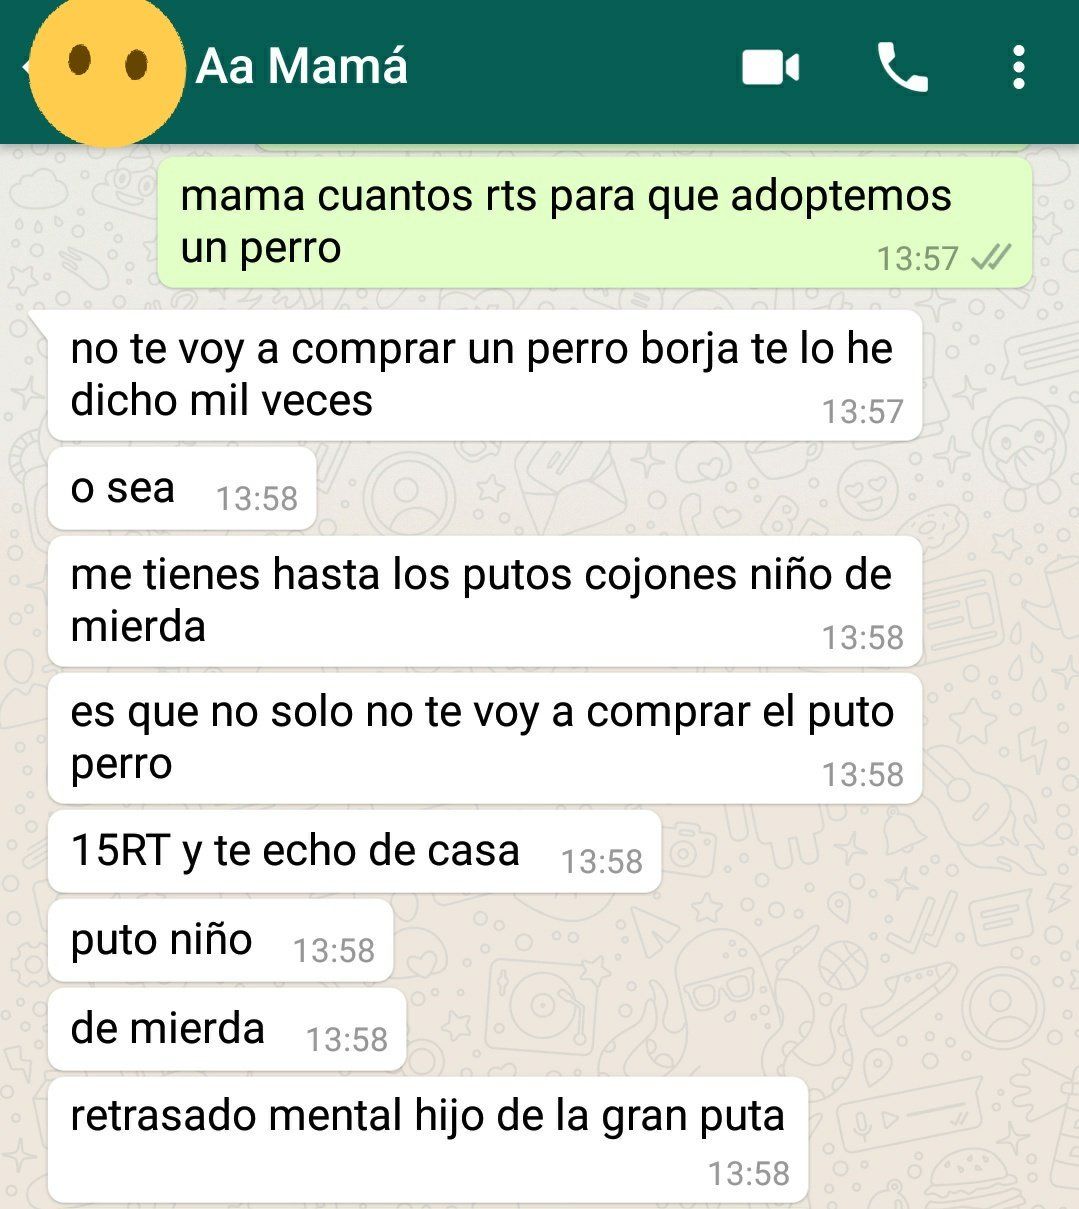 Aa Mamá
mama cuantos rts para que adoptemos
un perro
13:57
no te voy a comprar un perro borja te lo he
dicho mil veces
13:57
o sea 13:58
me tienes hasta los putos cojones niño de
mierda
13:58
es que no solo no te voy a comprar el puto
perro
13:58
15RT y te echo de casa 13:58
puto niño 13:58
de mierda 13:58
retrasado mental hijo de la gran puta
13:58